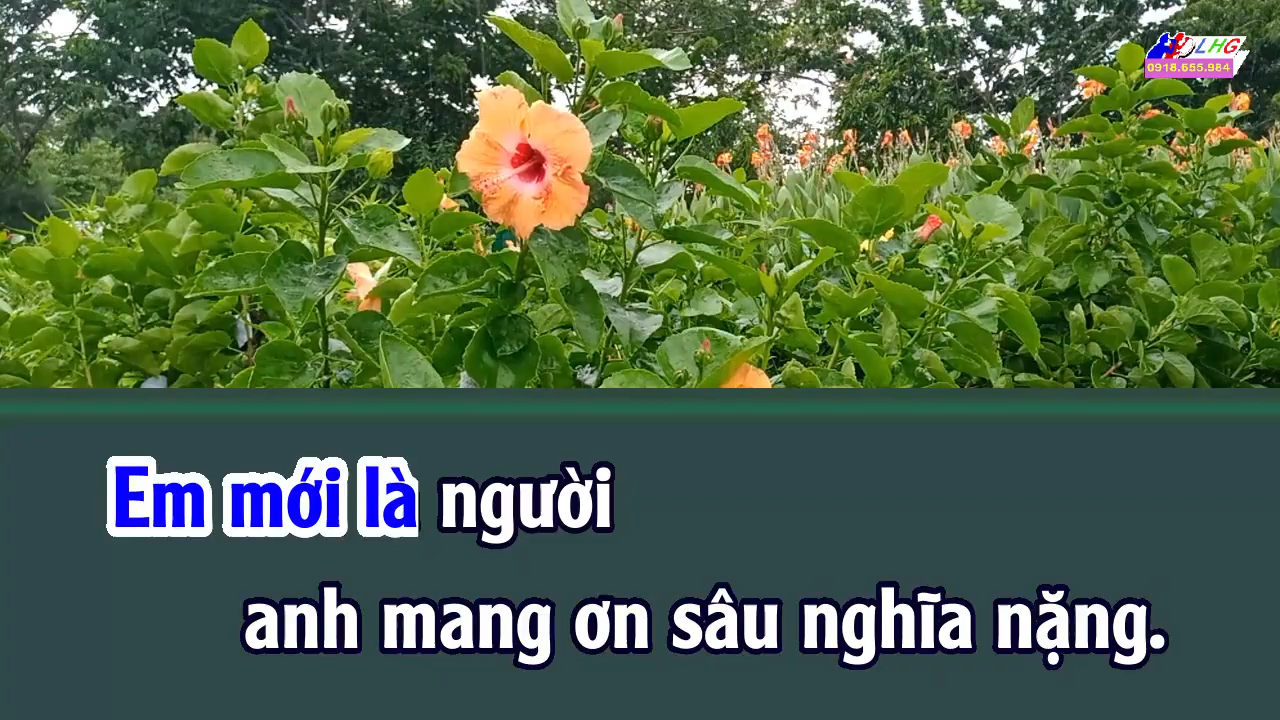 LHG
0918.655.984
Em mới là người
anh mang ơn sâu nghĩa nặng.